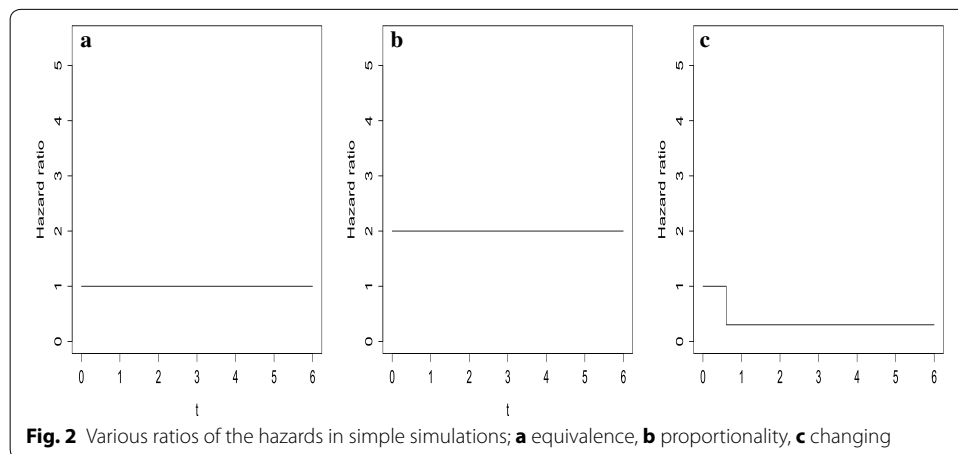 a
Hazard ratio
5
4
3
2
1
0
0 1 2 3 4 5 6
t
b
Hazard ratio
5
4
3
2
1
0
0 1 2 3 4 5 6
t
c
Hazard ratio
5
4
3
2
1
0
0 1 2 3 4 5 6
Fig. 2 Various ratios of the hazards in simple simulations; a equivalence, b proportionality, c changing